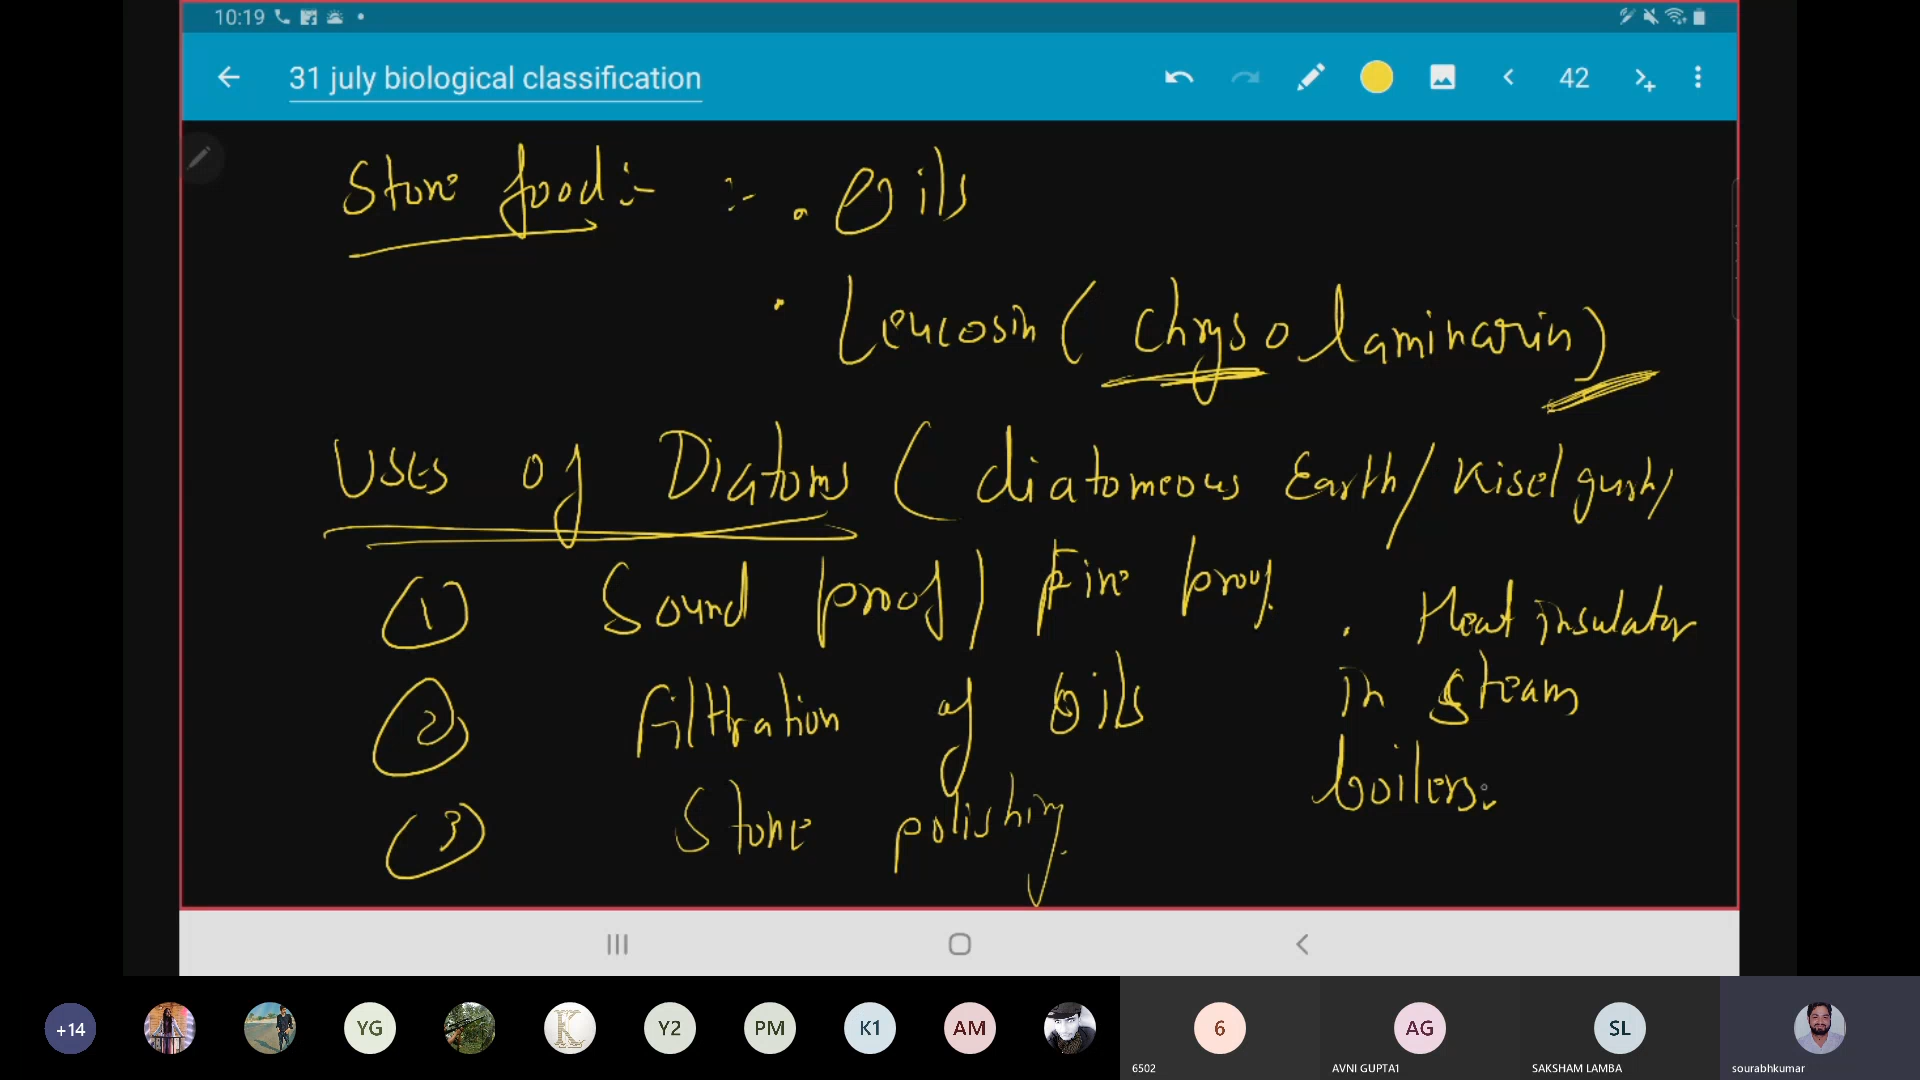 10:19
31 july biological classification
42
Store food :- :- . Oils
. Leucosin ( Chryso laminarin )
Uses of Diatoms ( diatomeous Earth / Kisel gurh /
① Sound proof / Fire proof.
. Heat insulator
in steam
boilers.
② Filtration of Oils
③ Stone polishing.
+14 YG Y2 PM K1 AM 6 AG SL
6502 AVNI GUPTA1 SAKSHAM LAMBA sourabhkumar